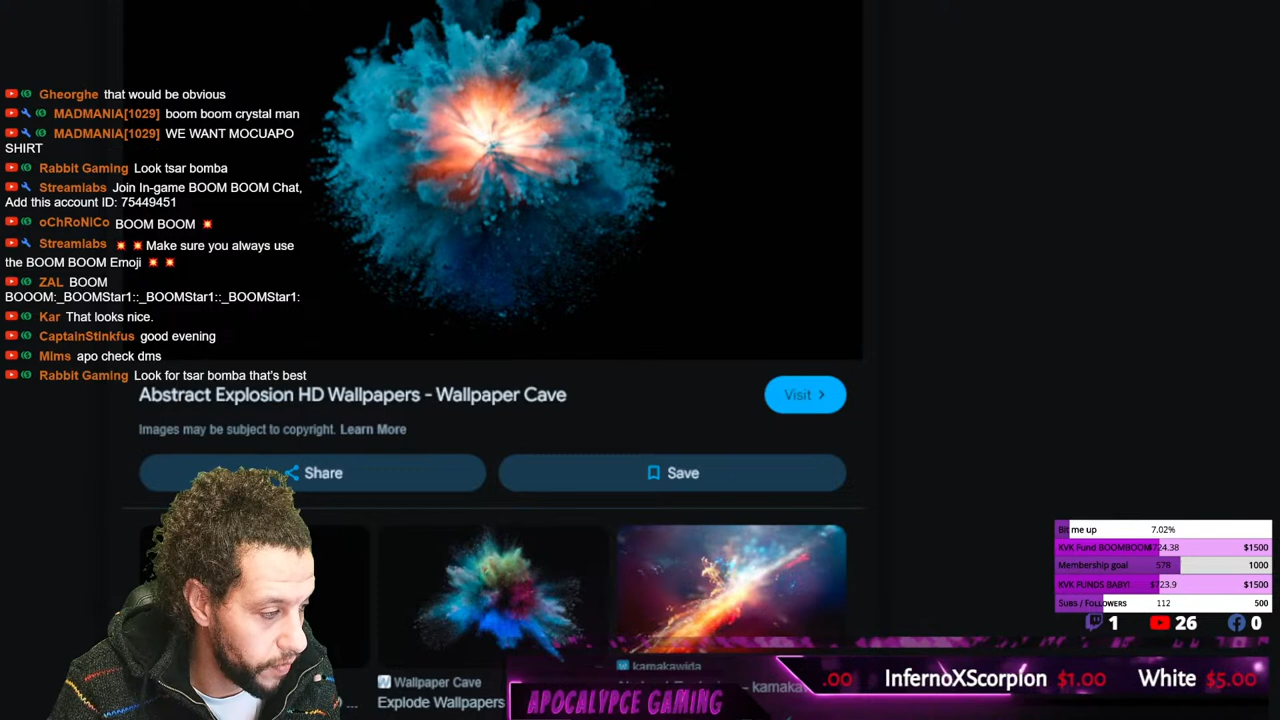 Gheorghe that would be obvious
MADMANIA[1029] boom boom crystal man
MADMANIA[1029] WE WANT MOCUAPO
SHIRT
Rabbit Gaming Look tsar bomba
Streamlabs Join In-game BOOM BOOM Chat,
Add this account ID: 75449451
oChRoNiCo BOOM BOOM 💥
Streamlabs 💥 💥 Make sure you always use
the BOOM BOOM Emoji 💥 💥
ZAL BOOM
BOOOM:_BOOMStar1::_BOOMStar1::_BOOMStar1:
Kar That looks nice.
CaptainStinkfus good evening
Mims apo check dms
Rabbit Gaming Look for tsar bomba that's best
Abstract Explosion HD Wallpapers - Wallpaper Cave
Visit >
Images may be subject to copyright. Learn More
Share
Save
me up 7.02%
KVK Fund BOOMBOOM $1500
Membership goal 578 1000
KVK FUNDS BABY! $723.9 $1500
Subs / Followers 112 500
1 26 0
kamakawida
Wallpaper Cave
Explode Wallpapers
...
APOCALYPCE GAMING
.00 InfernoXScorpion $1.00 White $5.00